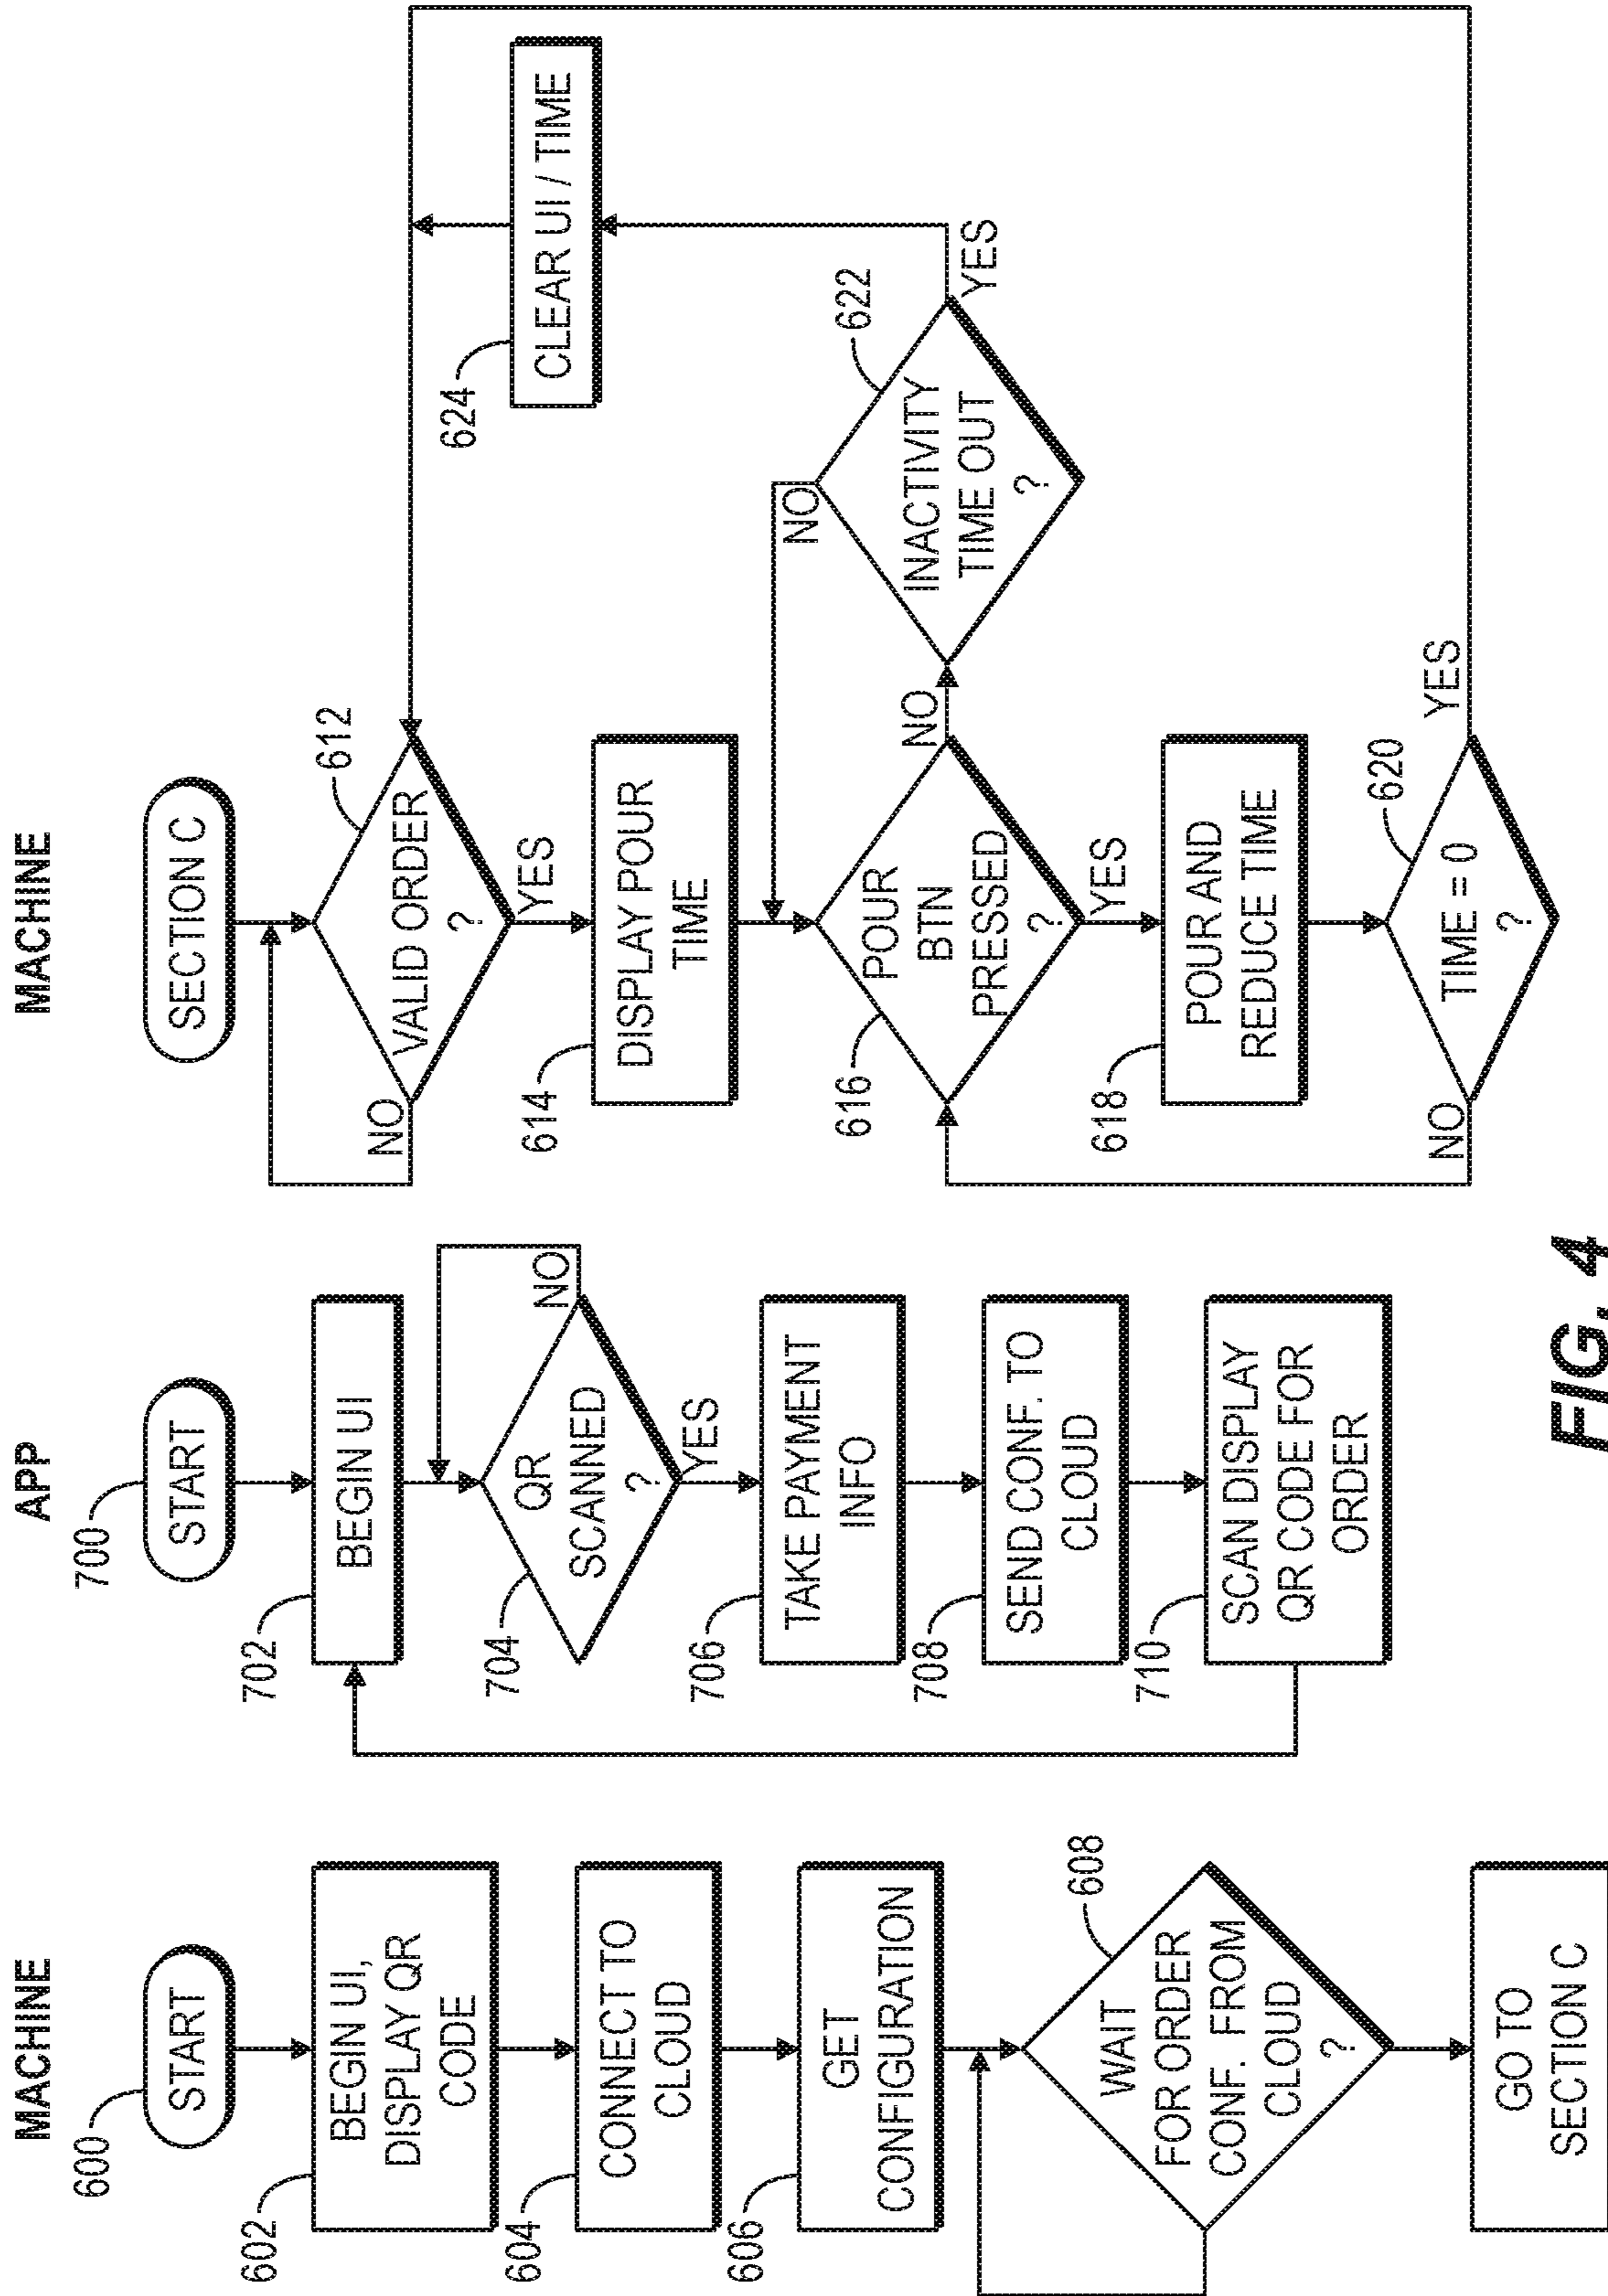 MACHINE
600
START
602
BEGIN UI,
DISPLAY QR
CODE
604
CONNECT TO
CLOUD
606
GET
CONFIGURATION
608
WAIT
FOR ORDER
CONF. FROM
CLOUD
?
GO TO
SECTION C
APP
700
START
702
BEGIN UI
704
QR
SCANNED
?
NO
YES
706
TAKE PAYMENT
INFO
708
SEND CONF. TO
CLOUD
710
SCAN DISPLAY
QR CODE FOR
ORDER
MACHINE
SECTION C
612
VALID ORDER
?
NO
YES
614
DISPLAY POUR
TIME
616
POUR
BTN
PRESSED
?
NO
YES
622
INACTIVITY
TIME OUT
?
NO
YES
624
CLEAR UI / TIME
618
POUR AND
REDUCE TIME
620
TIME = 0
?
NO
YES
FIG. 4